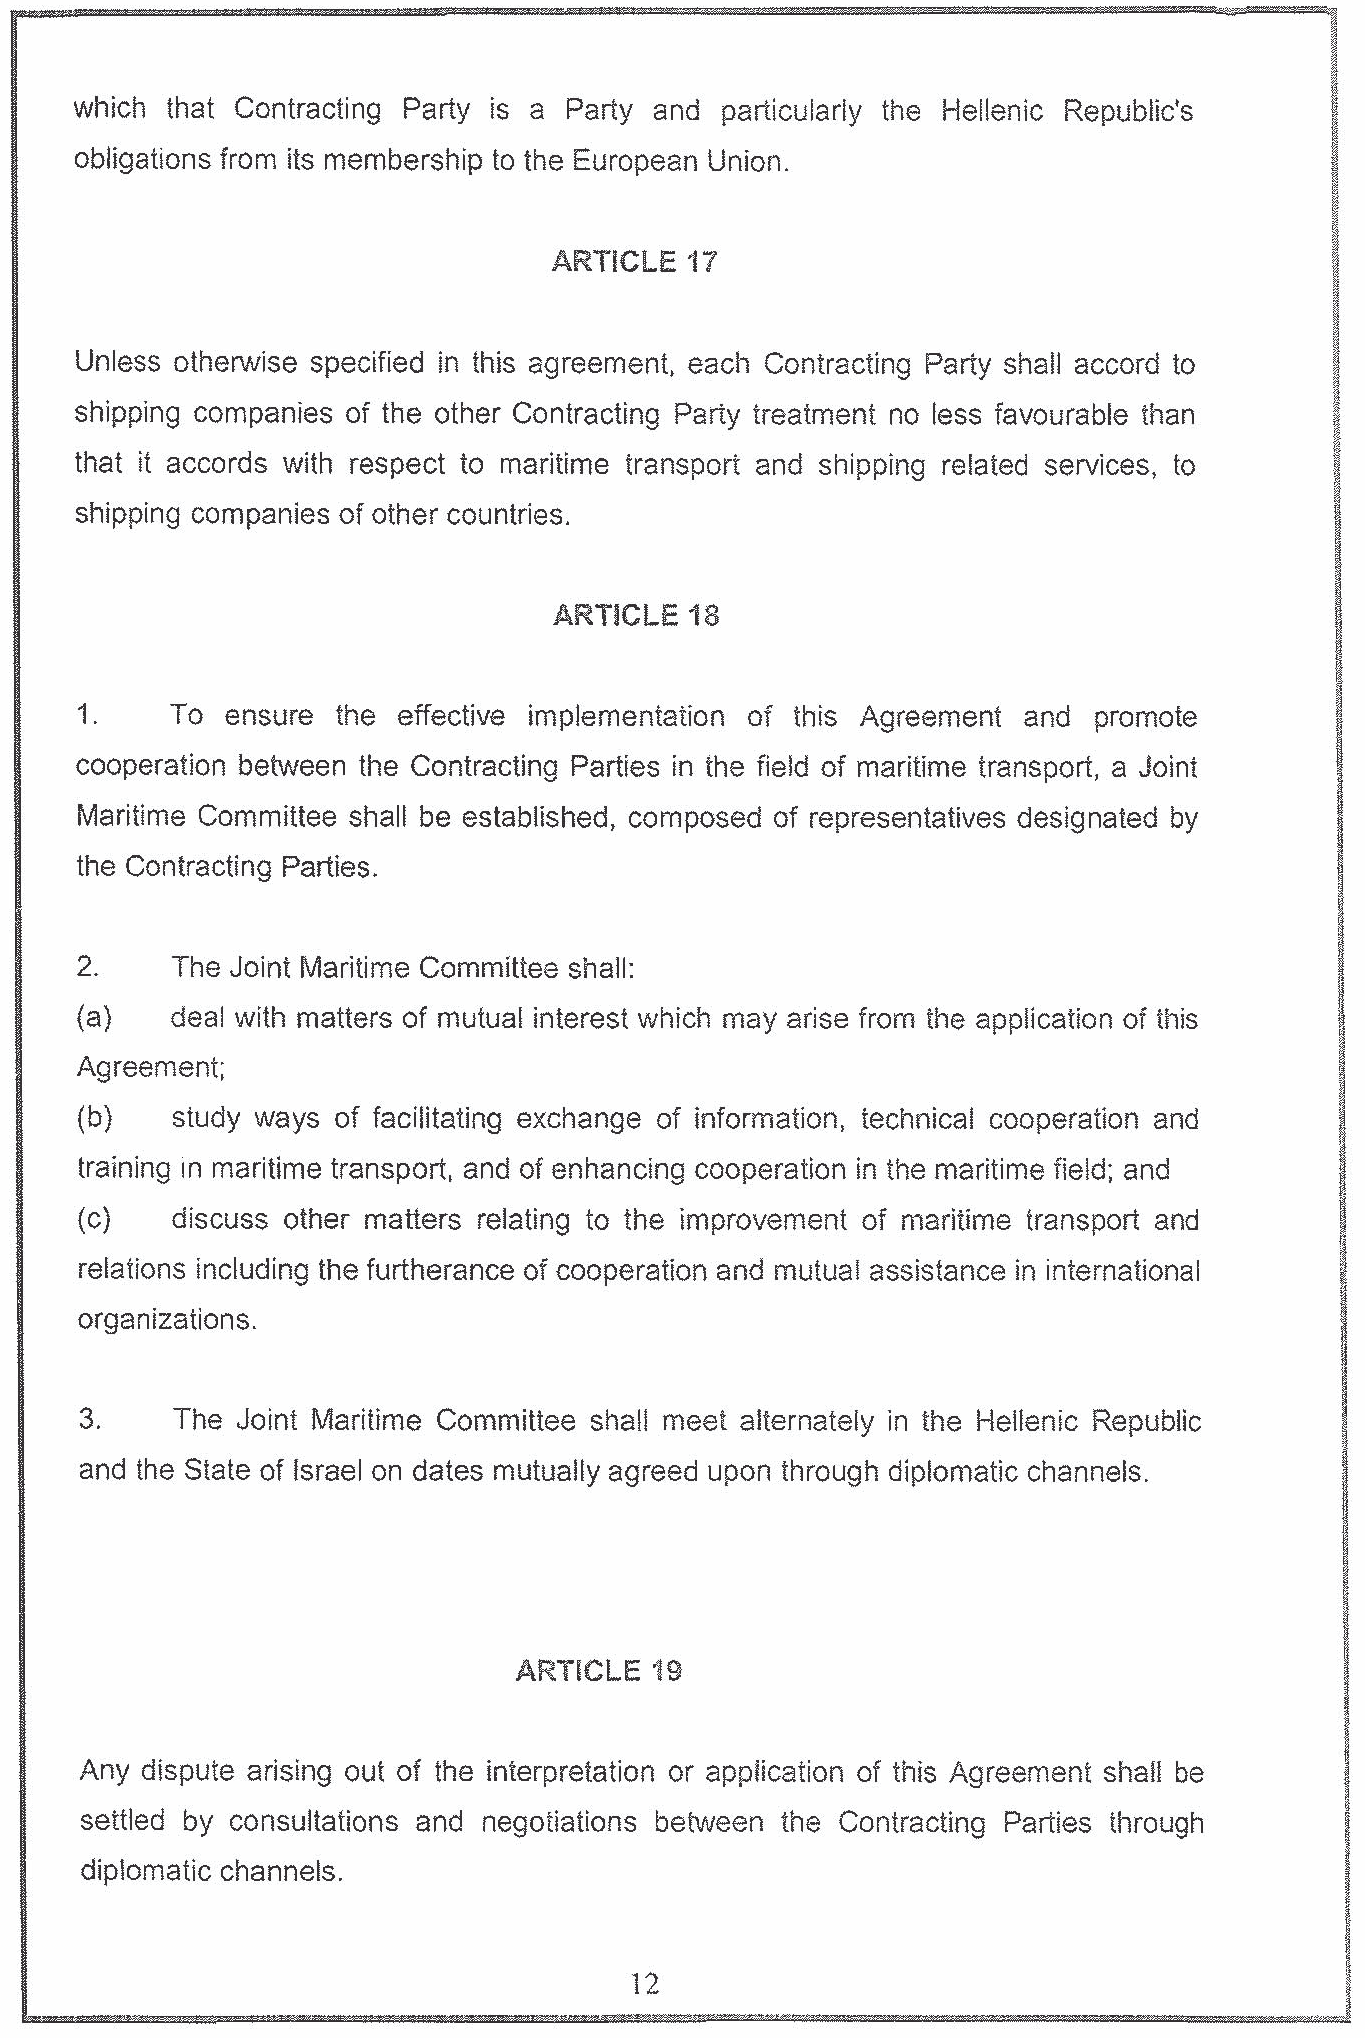 which that Contracting Party is a Party and particularly the Hellenic Republic's
obligations from its membership to the European Union.
ARTICLE 17
Unless otherwise specified in this agreement, each Contracting Party shall accord to
shipping companies of the other Contracting Party treatment no less favourable than
that it accords with respect to maritime transport and shipping related services, to
shipping companies of other countries.
ARTICLE 18
1. To ensure the effective implementation of this Agreement and promote
cooperation between the Contracting Parties in the field of maritime transport, a Joint
Maritime Committee shall be established, composed of representatives designated by
the Contracting Parties.
2. The Joint Maritime Committee shall:
(a) deal with matters of mutual interest which may arise from the application of this
Agreement;
(b) study ways of facilitating exchange of information, technical cooperation and
training in maritime transport, and of enhancing cooperation in the maritime field; and
(c) discuss other matters relating to the improvement of maritime transport and
relations including the furtherance of cooperation and mutual assistance in international
organizations.
3. The Joint Maritime Committee shall meet alternately in the Hellenic Republic
and the State of Israel on dates mutually agreed upon through diplomatic channels.
ARTICLE 19
Any dispute arising out of the interpretation or application of this Agreement shall be
settled by consultations and negotiations between the Contracting Parties through
diplomatic channels.
12